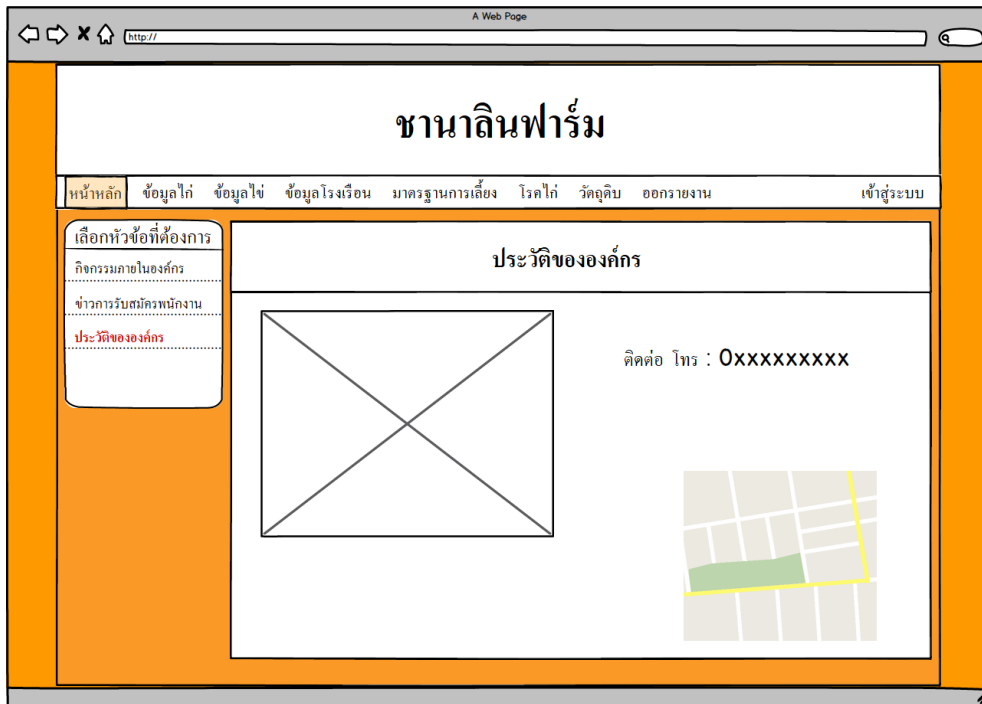 A Web Page
http://
ชานาลินฟาร์ม
หน้าหลัก ข้อมูลไก่ ข้อมูลไข่ ข้อมูลโรงเรือน มาตรฐานการเลี้ยง โรคไก่ วัตถุดิบ ออกรายงาน เข้าสู่ระบบ
เลือกหัวข้อที่ต้องการ
กิจกรรมภายในองค์กร
ข่าวการรับสมัครพนักงาน
ประวัติขององค์กร
ประวัติขององค์กร
ติดต่อ โทร : 0xxxxxxxxx